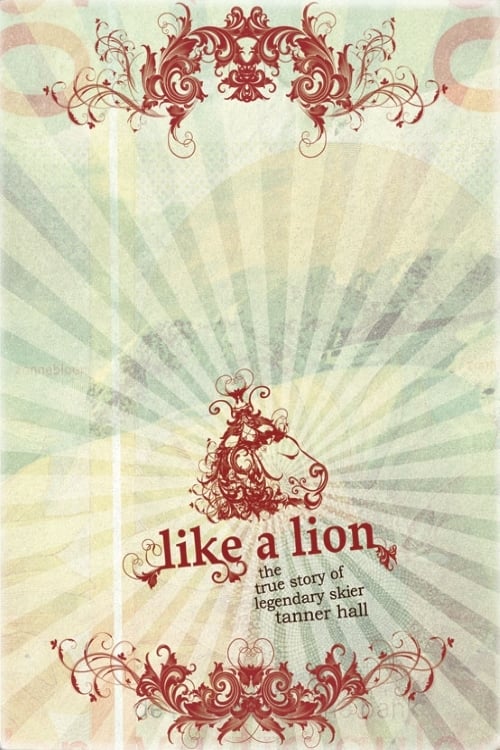 like a lion
the
true story of
legendary skier
tanner hall